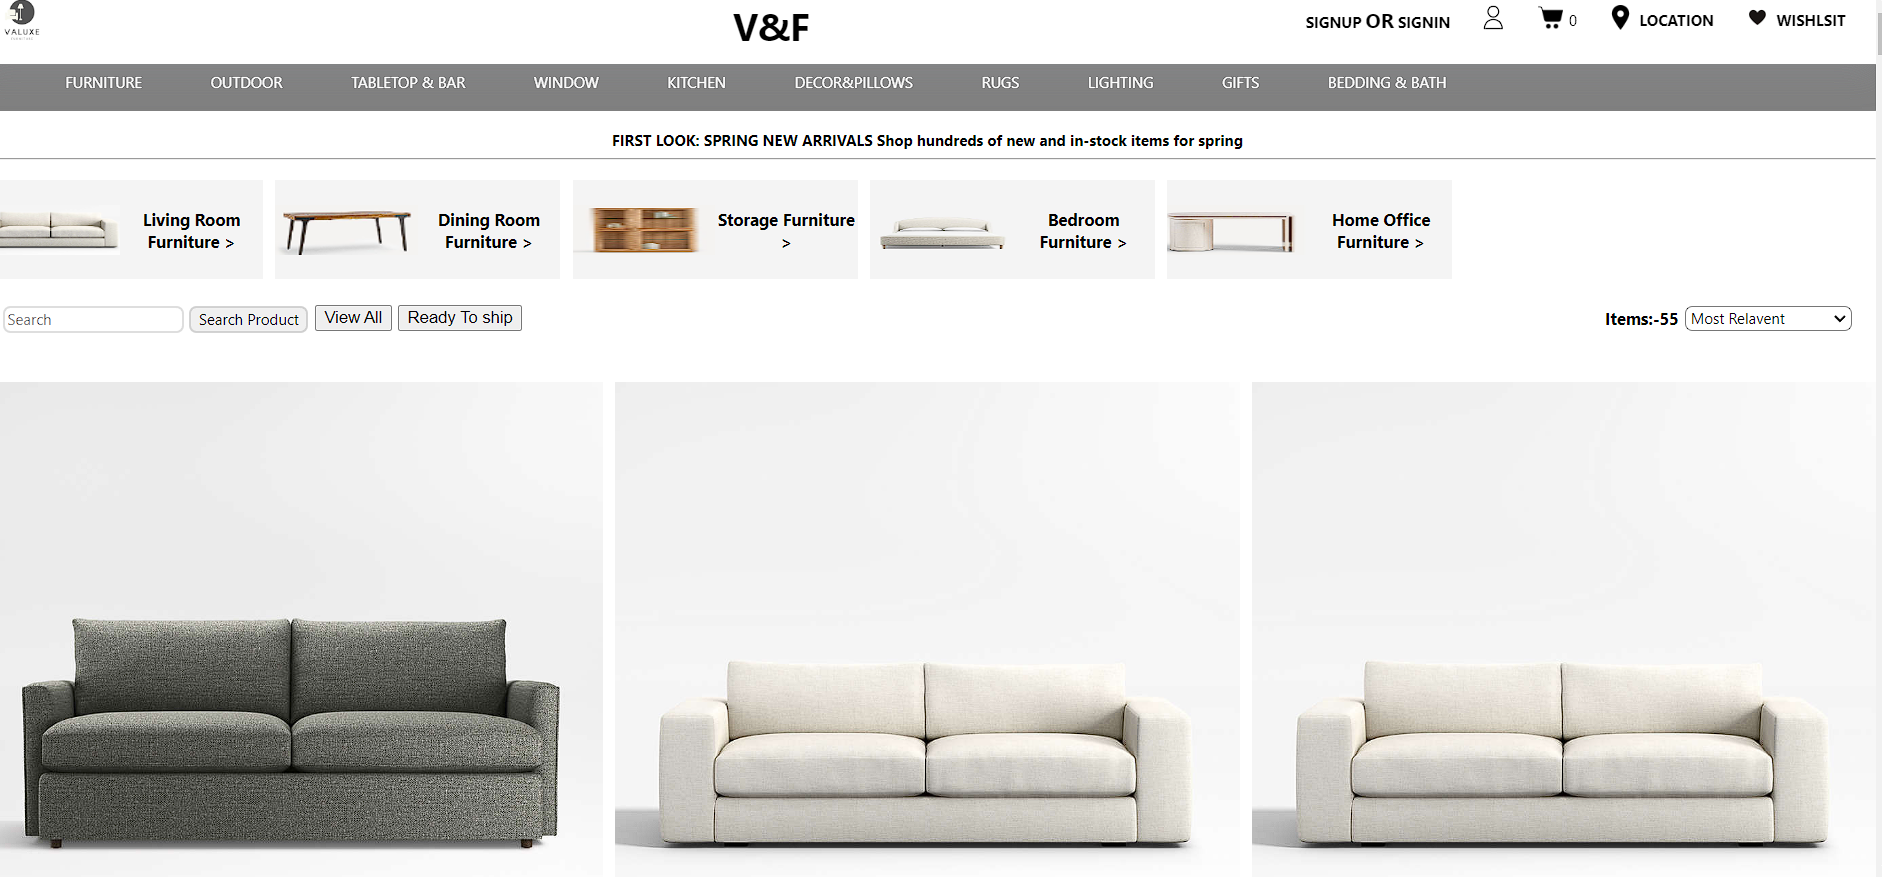 VALUXE
V&F
SIGNUP OR SIGNIN
0
LOCATION
WISHLSIT
FURNITURE
OUTDOOR
TABLETOP & BAR
WINDOW
KITCHEN
DECOR&PILLOWS
RUGS
LIGHTING
GIFTS
BEDDING & BATH
FIRST LOOK: SPRING NEW ARRIVALS Shop hundreds of new and in-stock items for spring
Living Room
Furniture >
Dining Room
Furniture >
Storage Furniture
>
Bedroom
Furniture >
Home Office
Furniture >
Search
Search Product
View All
Ready To ship
Items:-55
Most Relavent